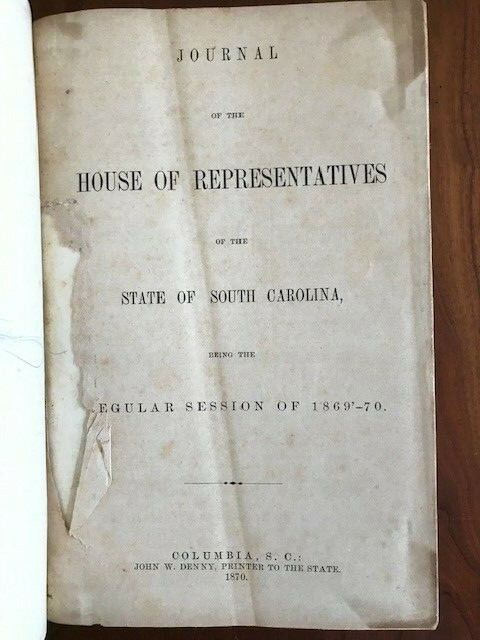 JOURNAL
OF THE
HOUSE OF REPRESENTATIVES
OF THE
STATE OF SOUTH CAROLINA,
BEING THE
EGULAR SESSION OF 1869'-70.
COLUMBIA, S. C.:
JOHN W. DENNY, PRINTER TO THE STATE.
1870.